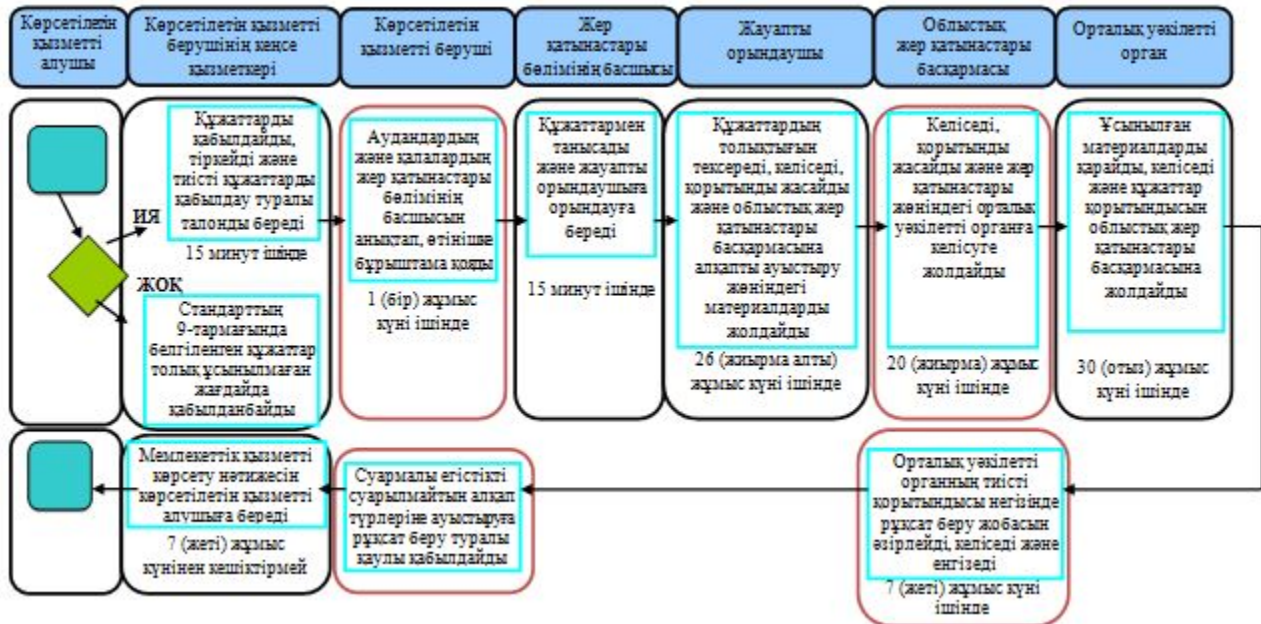 Көрсетілетін
қызметті
алушы
Көрсетілетін қызметті
берушінің кеңсе
қызметкері
Көрсетілетін
қызметті беруші
Жер
қатынастары
бөлімінің басшысы
Жауапты
орындаушы
Облыстық
жер қатынастары
басқармасы
Орталық уәкілетті
орган
ИЯ
ЖОҚ
Құжаттарды
қабылдайды,
тіркейді және
тиісті құжаттарды
қабылдау туралы
талонды береді
15 минут ішінде
Стандарттың
9-тармағында
белгіленген құжаттар
толық ұсынылмаған
жағдайда
қабылданбайды
Аудандардың
және қалалардың
жер қатынастары
бөлімінің
басшысын
анықтап, өтінішке
бұрыштама қояды
1 (бір) жұмыс
күні ішінде
Құжаттармен
танысады
және жауапты
орындаушыға
орындауға
береді
15 минут ішінде
Құжаттардың
толықтығын
тексереді, келіседі,
қорытынды жасайды
және облыстық жер
қатынастары
басқармасына
алқапты ауыстыру
жөніндегі
материалдарды
жолдайды
26 (жиырма алты)
жұмыс күні ішінде
Келіседі,
қорытынды
жасайды және жер
қатынастары
жөніндегі орталық
уәкілетті органға
келісуге
жолдайды
20 (жиырма) жұмыс
күні ішінде
Ұсынылған
материалдарды
қарайды, келіседі
және құжаттар
қорытындысын
облыстық жер
қатынастары
басқармасына
жолдайды
30 (отыз) жұмыс
күні ішінде
Орталық уәкілетті
органның тиісті
қорытындысы негізінде
рұқсат беру жобасын
әзірлейді, келіседі және
енгізеді
7 (жеті) жұмыс күні
ішінде
Суармалы егістікті
суарылмайтын алқап
түрлеріне ауыстыруға
рұқсат беру туралы
қаулы қабылдайды
Мемлекеттік қызметті
көрсету нәтижесін
көрсетілетін қызметті
алушыға береді
7 (жеті) жұмыс
күнінен кешіктірмей